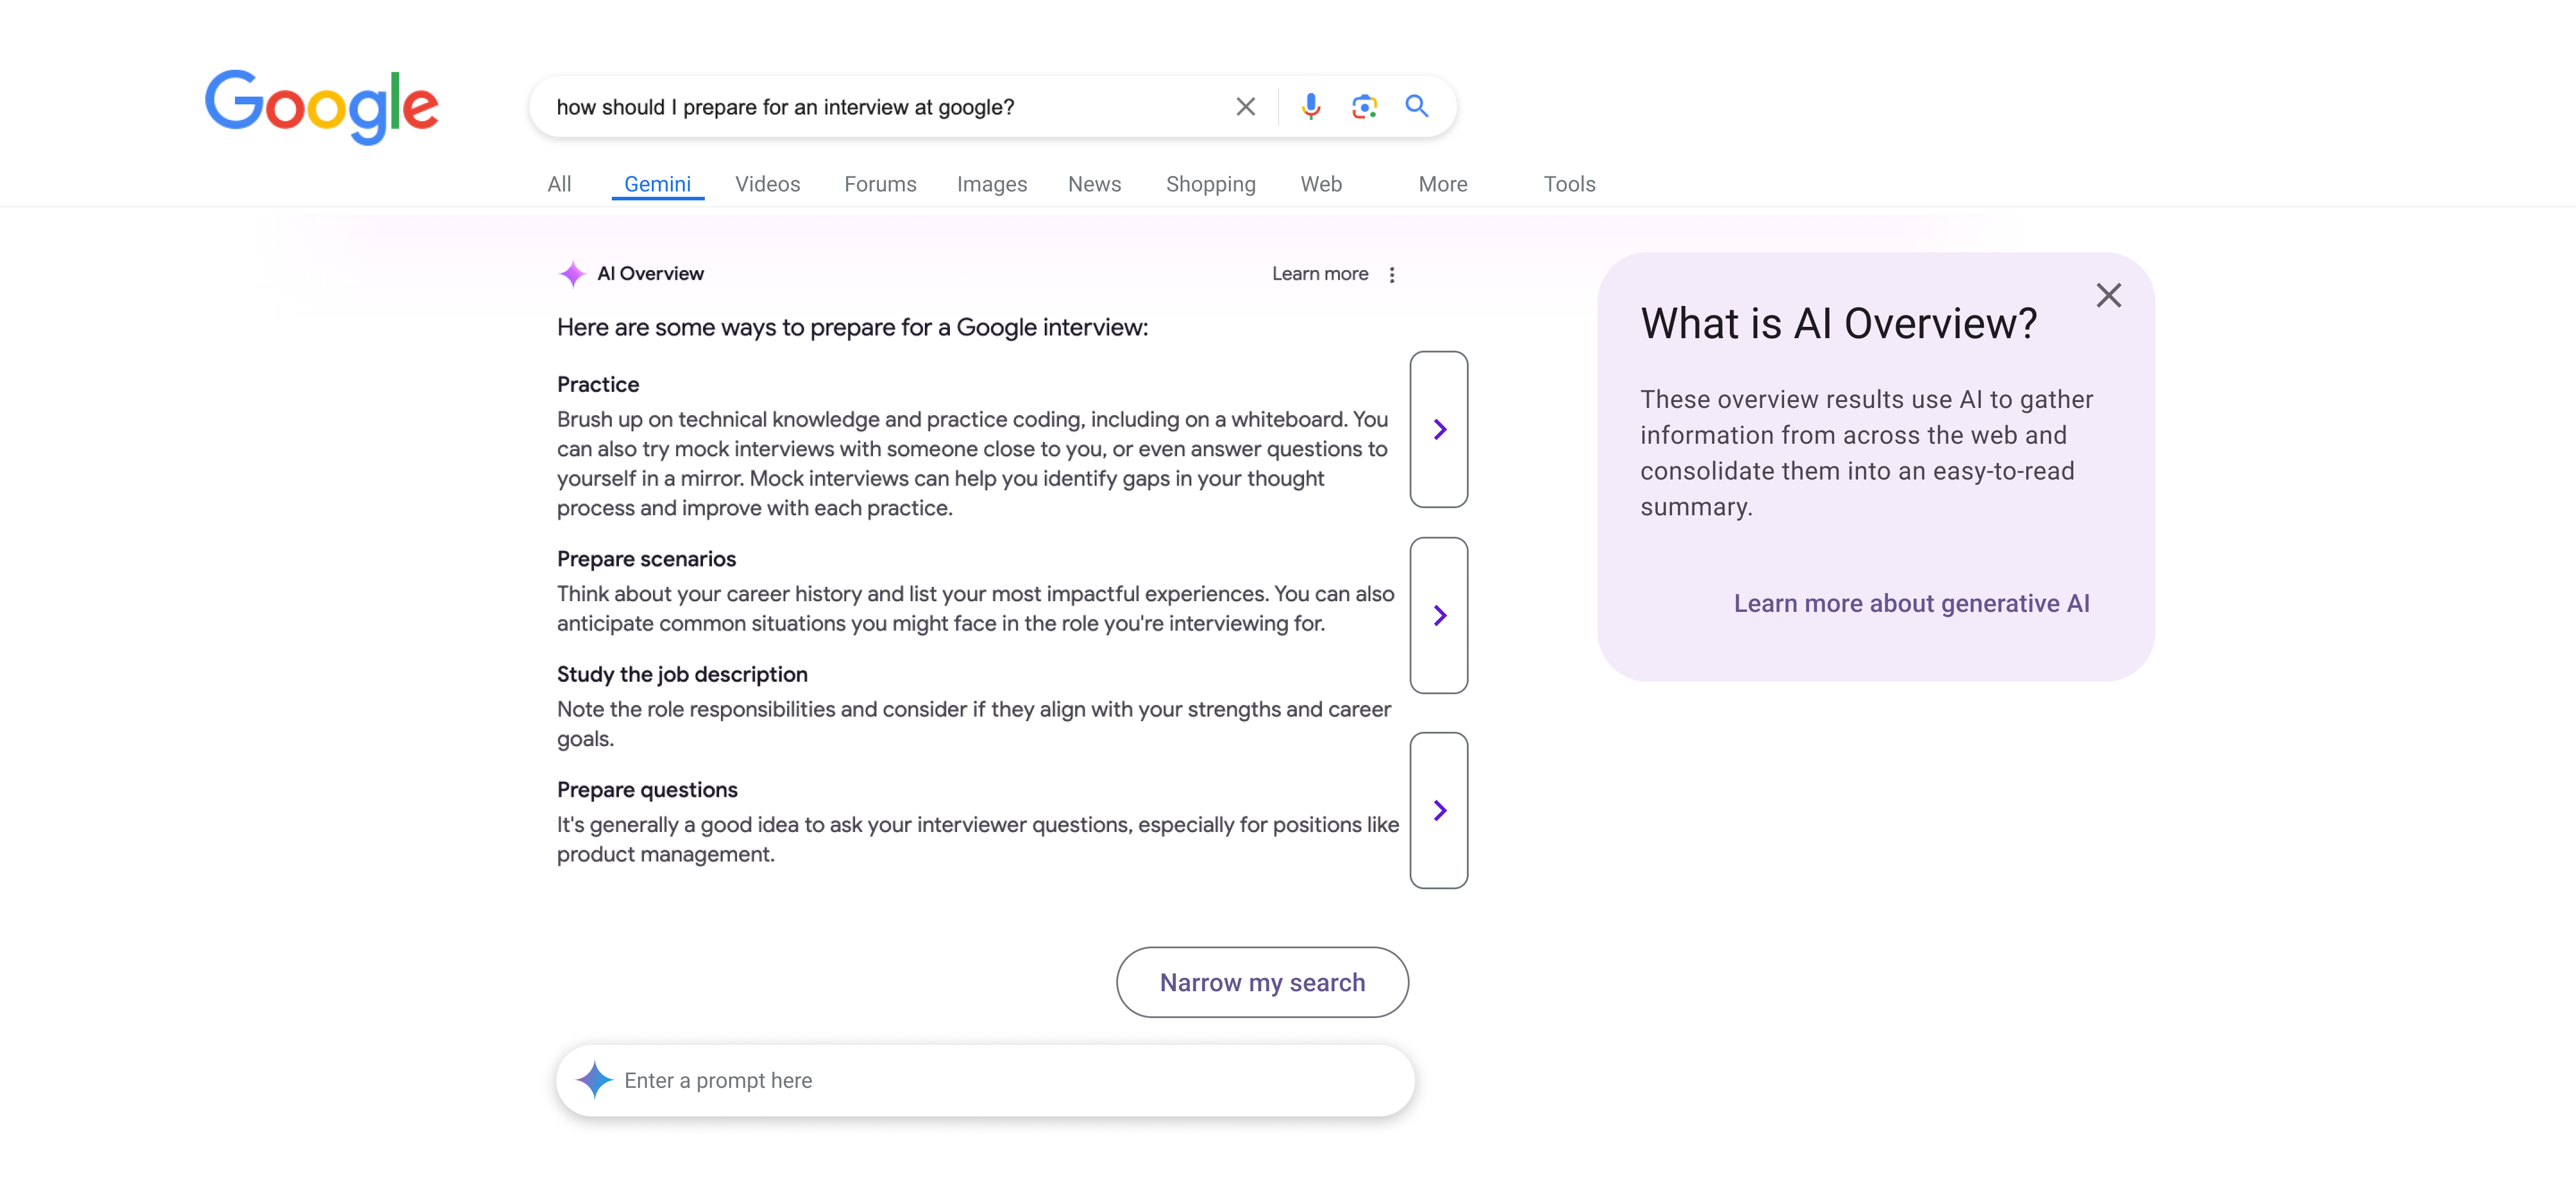 Google
how should I prepare for an interview at google?
All Gemini Videos Forums Images News Shopping Web More Tools
AI Overview
Learn more
Here are some ways to prepare for a Google interview:
Practice
Brush up on technical knowledge and practice coding, including on a whiteboard. You
can also try mock interviews with someone close to you, or even answer questions to
yourself in a mirror. Mock interviews can help you identify gaps in your thought
process and improve with each practice.
Prepare scenarios
Think about your career history and list your most impactful experiences. You can also
anticipate common situations you might face in the role you're interviewing for.
Study the job description
Note the role responsibilities and consider if they align with your strengths and career
goals.
Prepare questions
It's generally a good idea to ask your interviewer questions, especially for positions like
product management.
Narrow my search
Enter a prompt here
What is AI Overview?
These overview results use AI to gather
information from across the web and
consolidate them into an easy-to-read
summary.
Learn more about generative AI